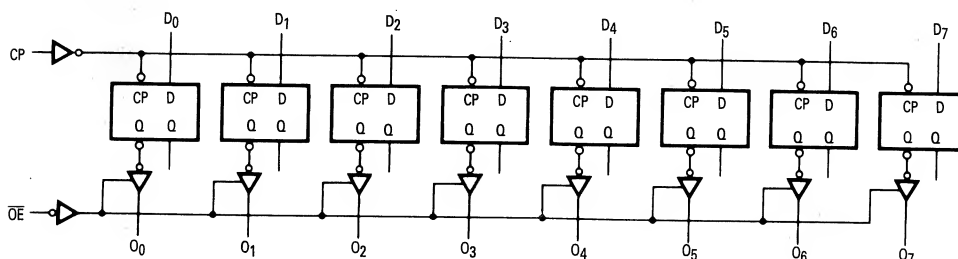 D0 D1 D2 D3 D4 D5 D6 D7
CP
CP D CP D CP D CP D CP D CP D CP D CP D
Q Q Q Q Q Q Q Q Q Q Q Q Q Q Q Q
OE
O0 O1 O2 O3 O4 O5 O6 O7